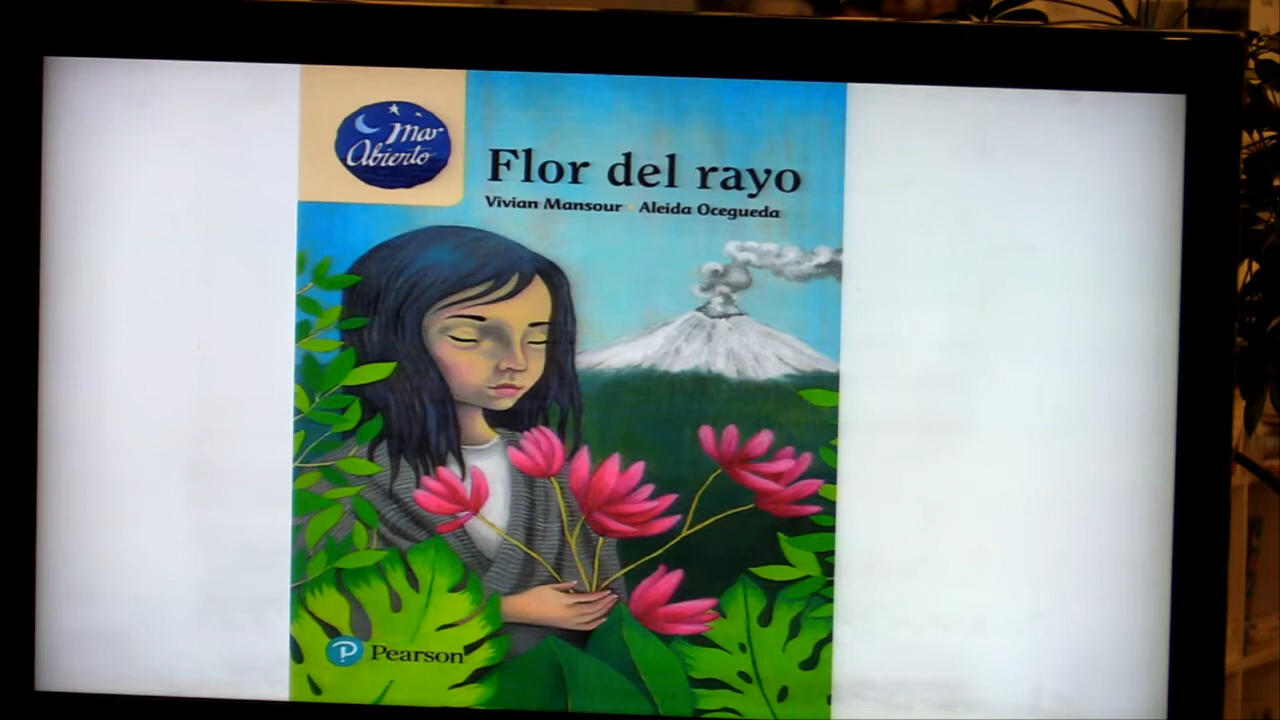 Mar
Abierto
Flor del rayo
Vivian Mansour · Aleida Ocegueda
Pearson